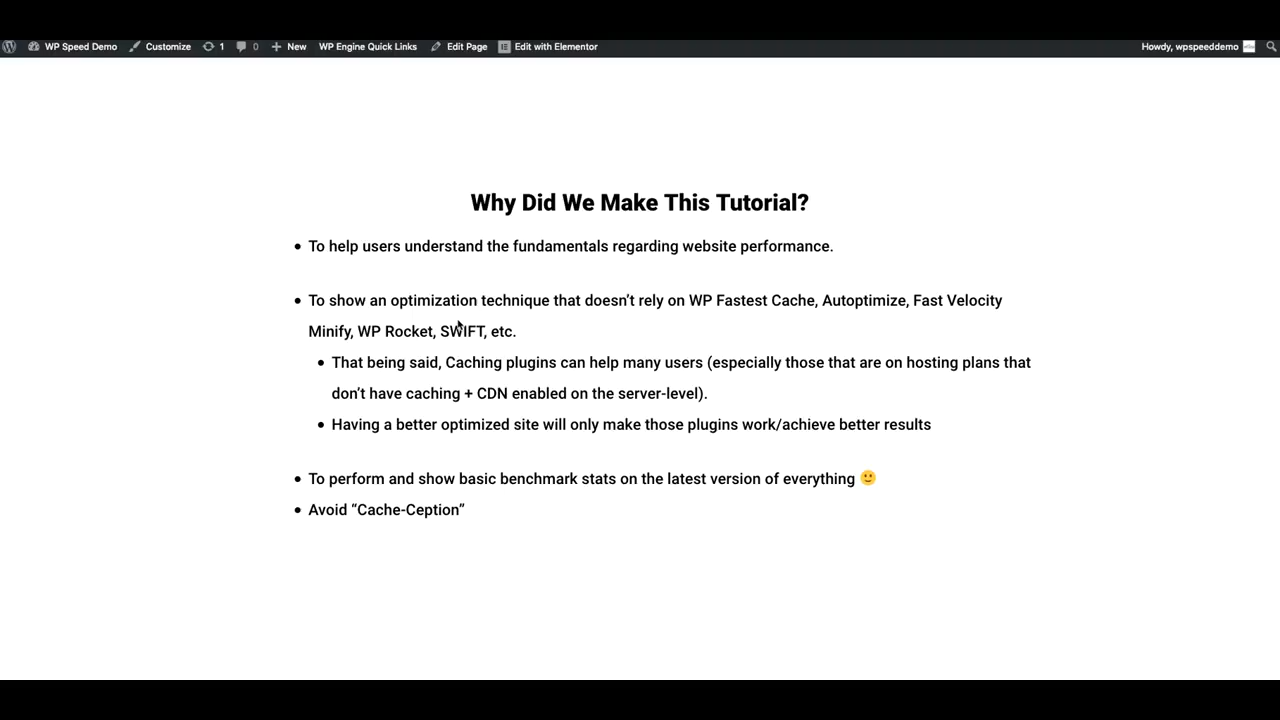 WP Speed Demo Customize 1 0 New WP Engine Quick Links Edit Page Edit with Elementor Howdy, wpspeeddemo
Why Did We Make This Tutorial?
• To help users understand the fundamentals regarding website performance.
• To show an optimization technique that doesn’t rely on WP Fastest Cache, Autoptimize, Fast Velocity
Minify, WP Rocket, SWIFT, etc.
• That being said, Caching plugins can help many users (especially those that are on hosting plans that
don’t have caching + CDN enabled on the server-level).
• Having a better optimized site will only make those plugins work/achieve better results
• To perform and show basic benchmark stats on the latest version of everything 🙂
• Avoid “Cache-Ception”